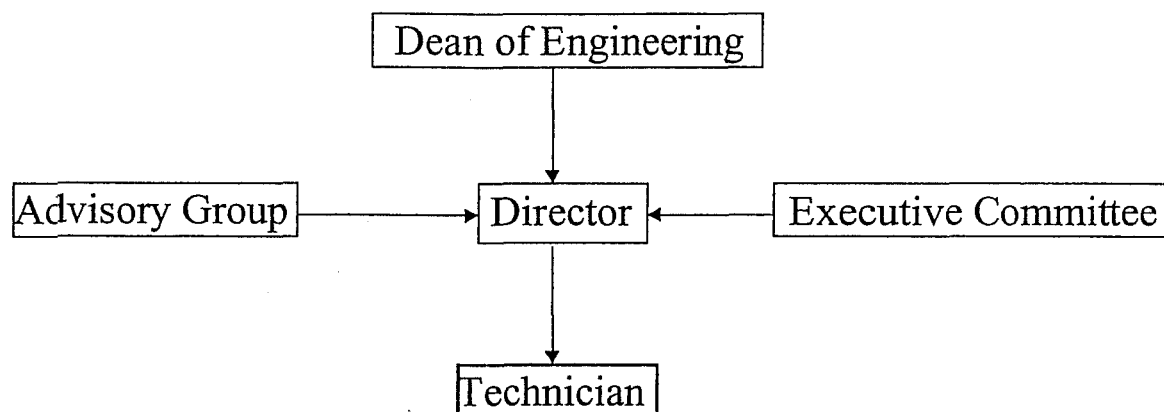 Dean of Engineering
Advisory Group
Director
Executive Committee
Technician